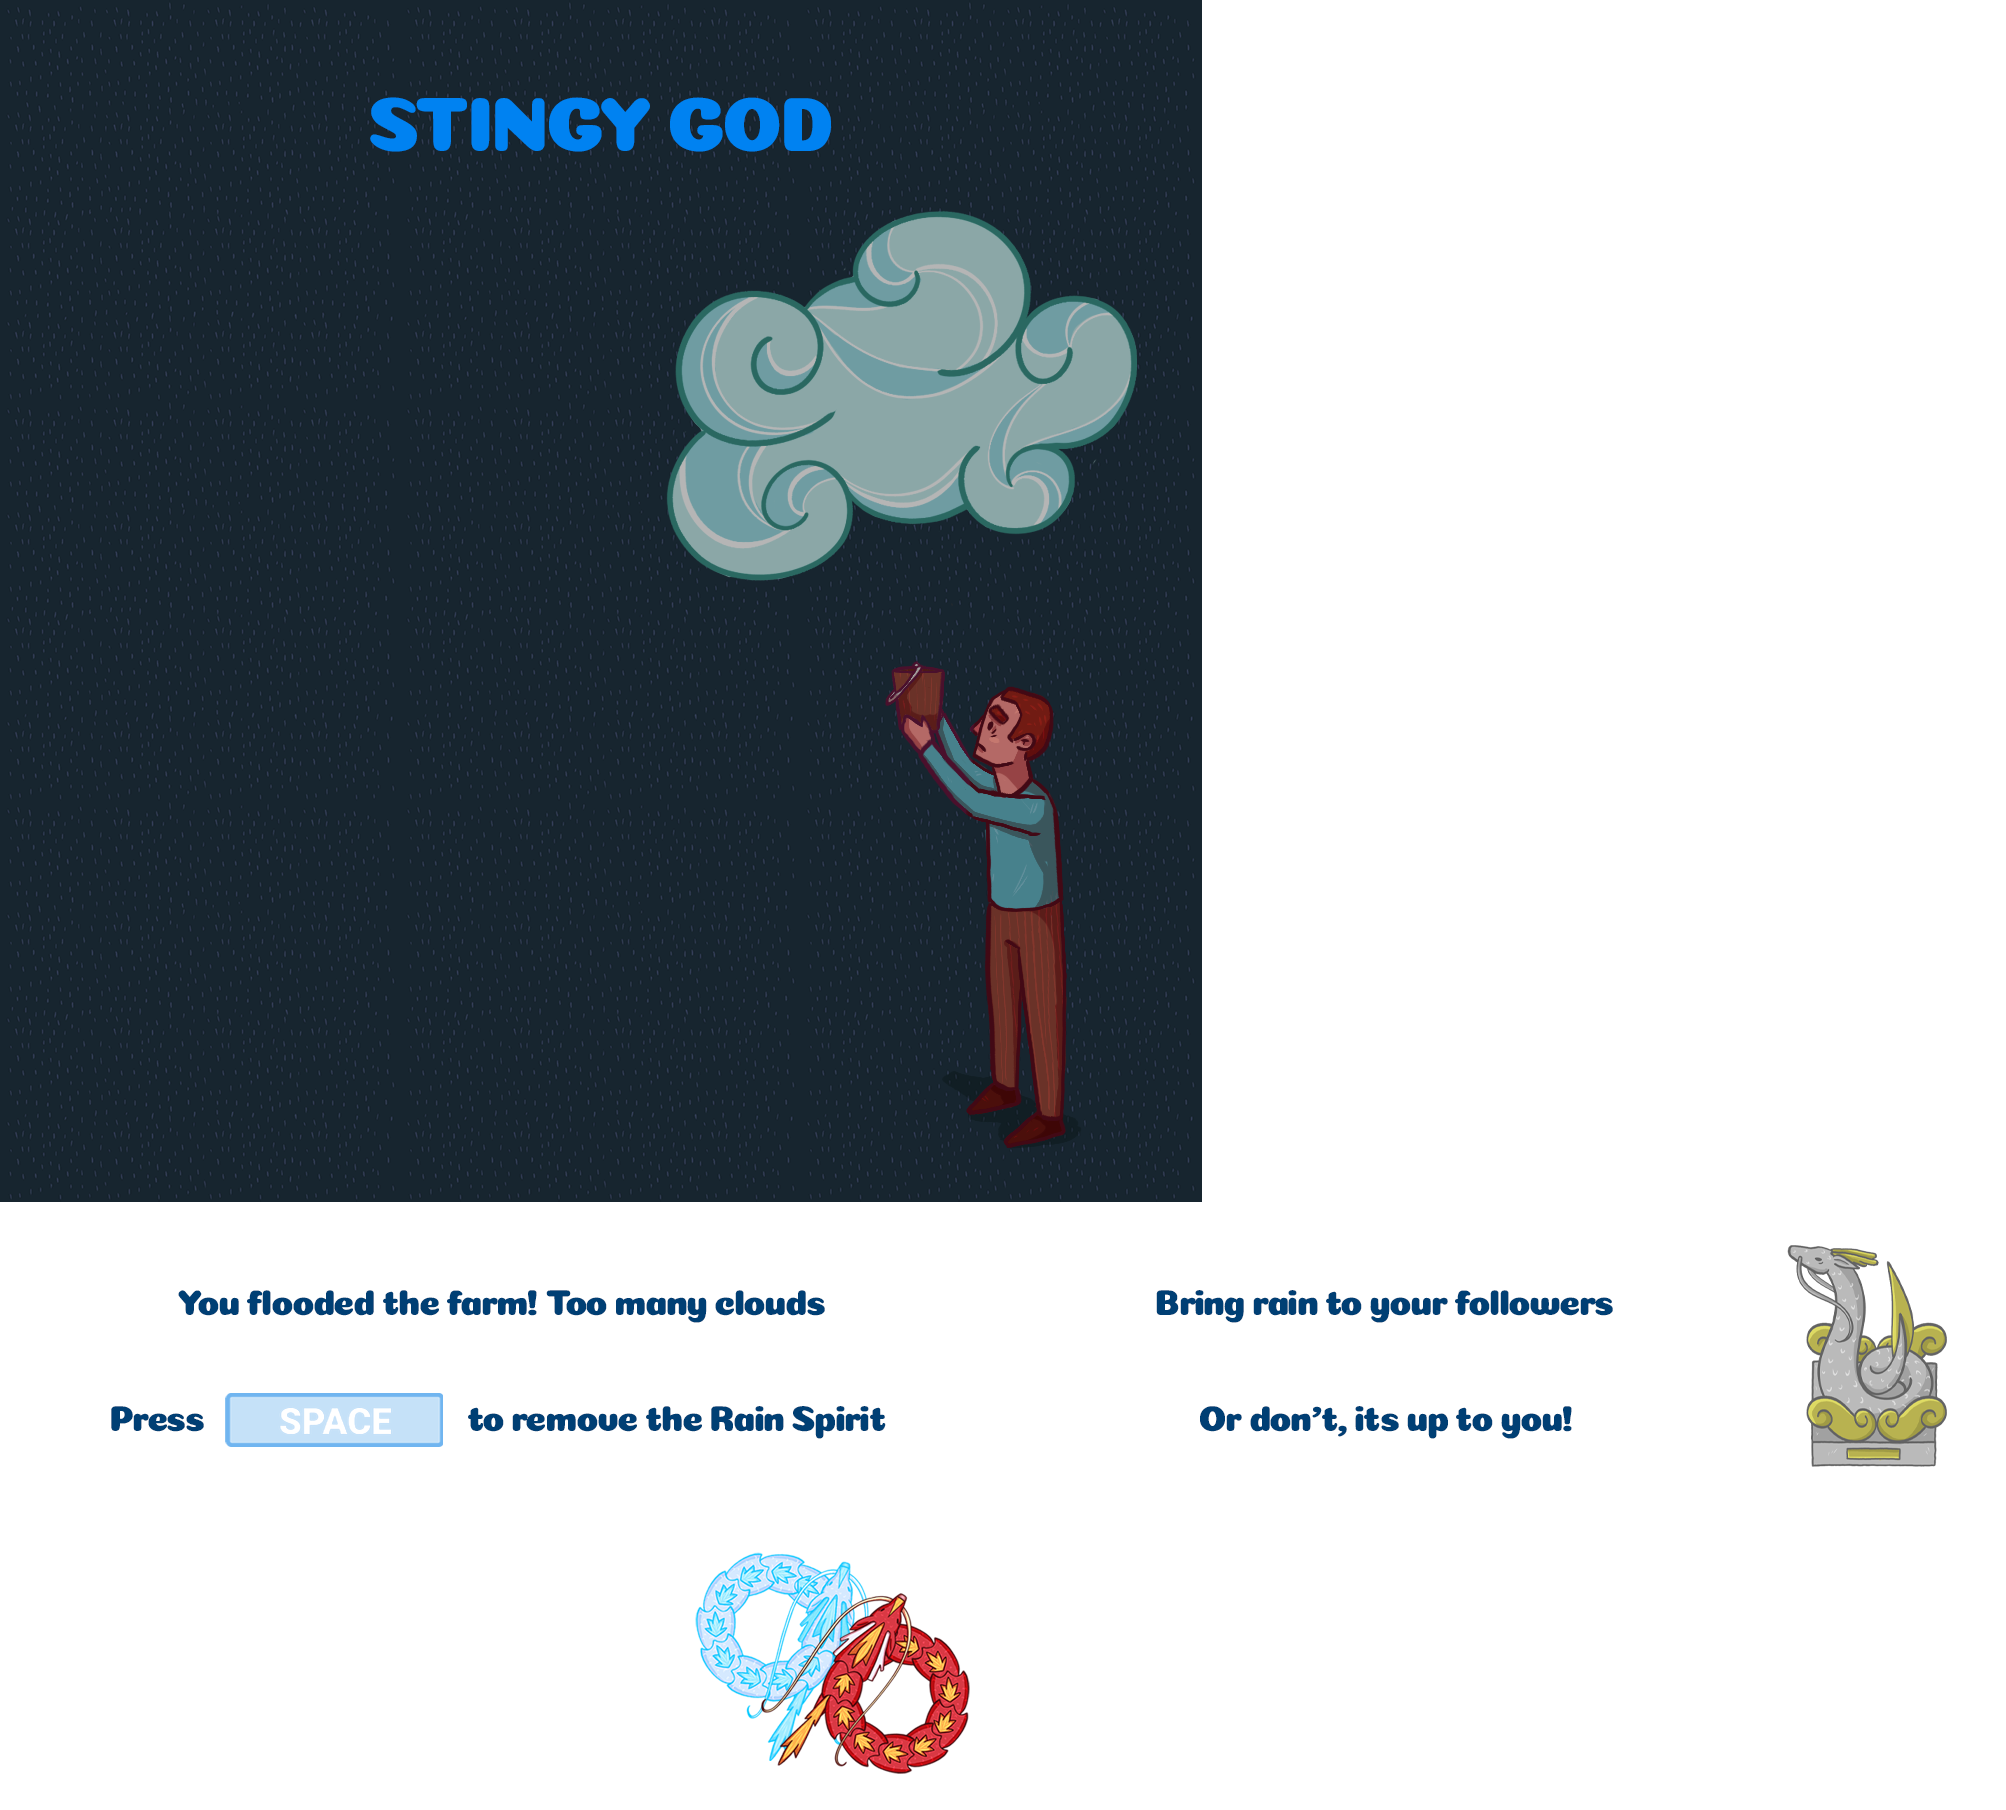 STINGY GOD
You flooded the farm! Too many clouds
Bring rain to your followers
Press SPACE to remove the Rain Spirit
Or don't, its up to you!